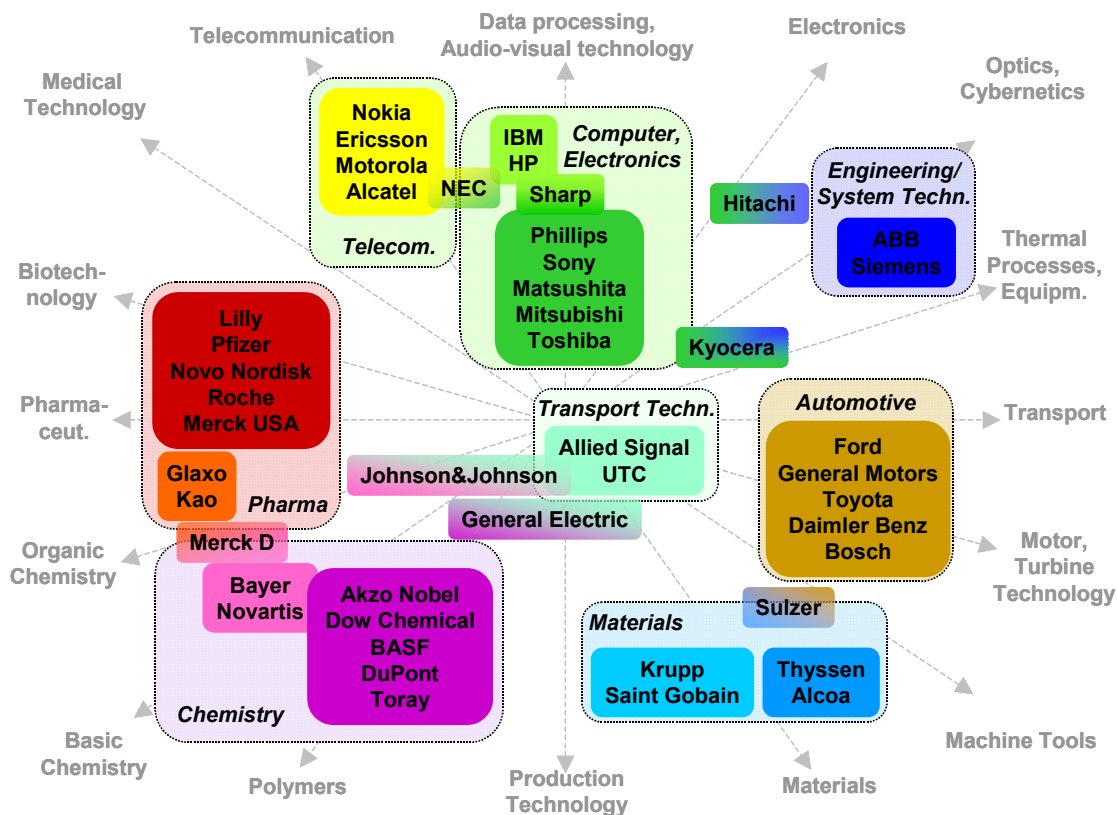 Telecommunication
Data processing,
Audio-visual technology
Electronics
Medical
Technology
Optics,
Cybernetics
Nokia
Ericsson
Motorola
Alcatel
NEC
Telecom.
IBM
HP
Computer,
Electronics
Sharp
Phillips
Sony
Matsushita
Mitsubishi
Toshiba
Hitachi
Engineering/
System Techn.
ABB
Siemens
Kyocera
Thermal
Processes,
Equipm.
Biotech-
nology
Lilly
Pfizer
Novo Nordisk
Roche
Merck USA
Glaxo
Kao
Pharma
Pharma-
ceut.
Transport Techn.
Allied Signal
UTC
Johnson&Johnson
General Electric
Automotive
Ford
General Motors
Toyota
Daimler Benz
Bosch
Transport
Organic
Chemistry
Merck D
Bayer
Novartis
Akzo Nobel
Dow Chemical
BASF
DuPont
Toray
Chemistry
Sulzer
Materials
Krupp
Saint Gobain
Thyssen
Alcoa
Motor,
Turbine
Technology
Basic
Chemistry
Polymers
Production
Technology
Materials
Machine Tools